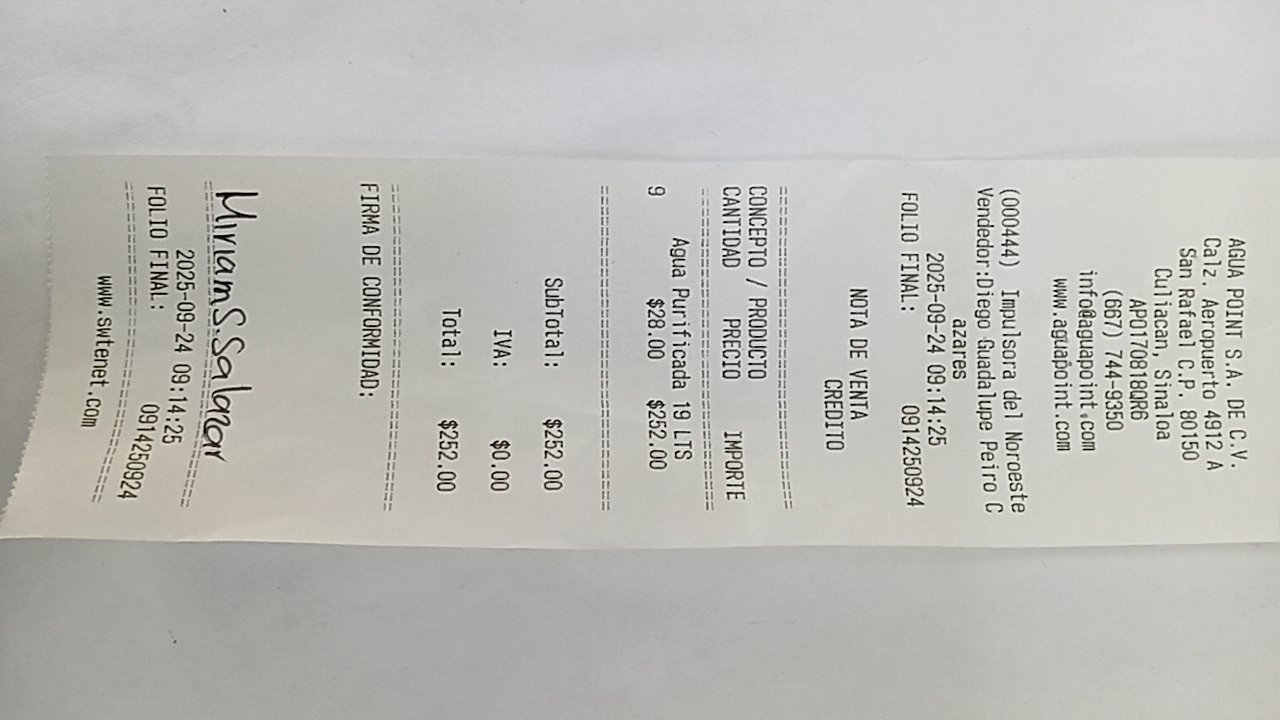 AGUA POINT S.A. DE C.V.
Calz. Aeropuerto 4912 A
San Rafael C.P. 80150
Culiacan, Sinaloa
APO170818QR6
(667) 744-9350
info@aguapoint.com
www.aguapoint.com
(000444) Impulsora del Noroeste
Vendedor:Diego Guadalupe Peiro C
azares
2025-09-24 09:14:25
FOLIO FINAL: 0914250924
NOTA DE VENTA
CREDITO
================================
CONCEPTO / PRODUCTO
CANTIDAD PRECIO IMPORTE
================================
Agua Purificada 19 LTS
9 $28.00 $252.00
================================
SubTotal: $252.00
IVA: $0.00
Total: $252.00
================================
FIRMA DE CONFORMIDAD:
Miriam S. Salazar
================================
2025-09-24 09:14:25
FOLIO FINAL: 0914250924
================================
www.swtenet.com